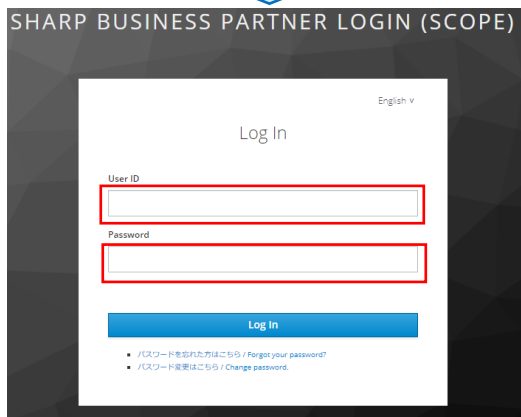 SHARP BUSINESS PARTNER LOGIN (SCOPE)
English ∨
Log In
User ID
Password
Log In
パスワードを忘れた方はこちら / Forgot your password?
パスワード変更はこちら / Change password.